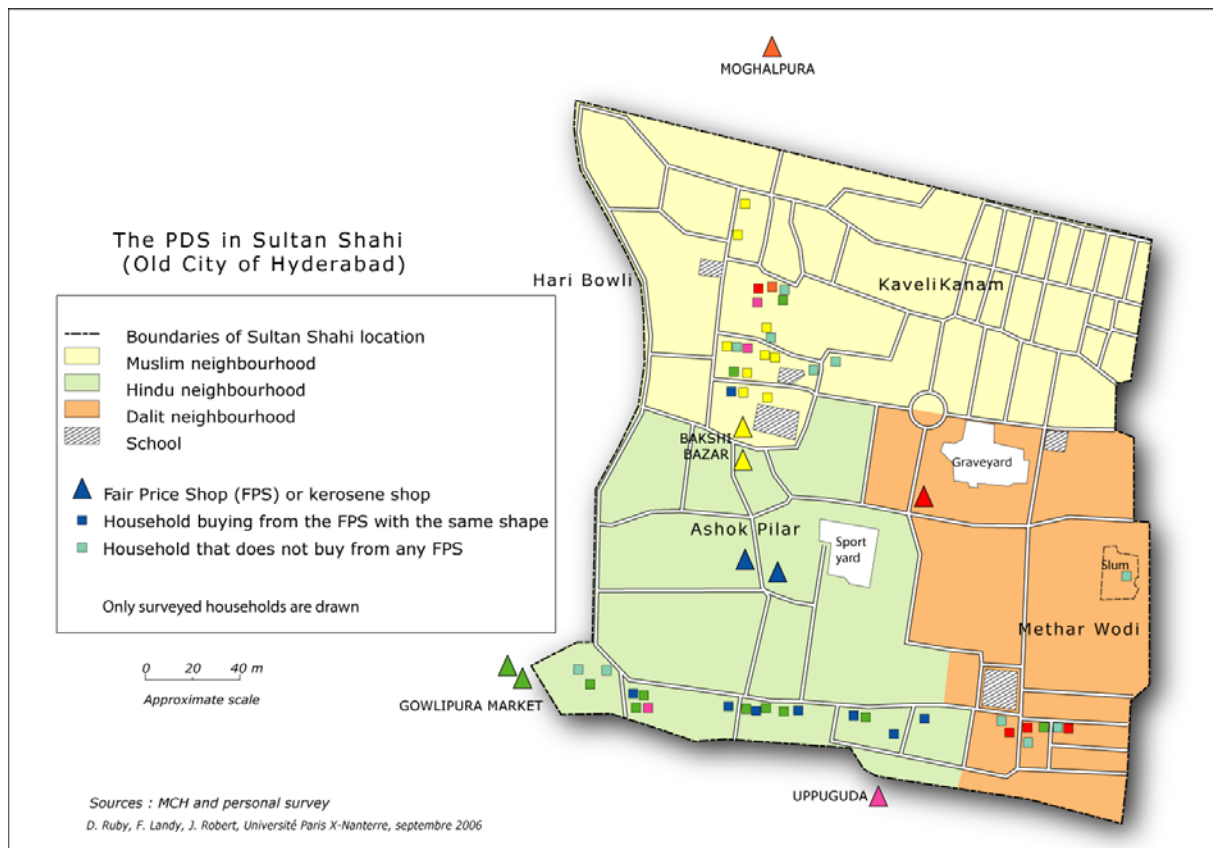 MOGHALPURA
The PDS in Sultan Shahi
(Old City of Hyderabad)
Hari Bowli
KaveliKanam
Boundaries of Sultan Shahi location
Muslim neighbourhood
Hindu neighbourhood
Dalit neighbourhood
School
Fair Price Shop (FPS) or kerosene shop
Household buying from the FPS with the same shape
Household that does not buy from any FPS
Only surveyed households are drawn
BAKSHI
BAZAR
Graveyard
Ashok Pilar
Sport
yard
Slum
Methar Wodi
0 20 40 m
Approximate scale
GOWLIPURA MARKET
UPPUGUDA
Sources : MCH and personal survey
D. Ruby, F. Landy, J. Robert, Université Paris X-Nanterre, septembre 2006